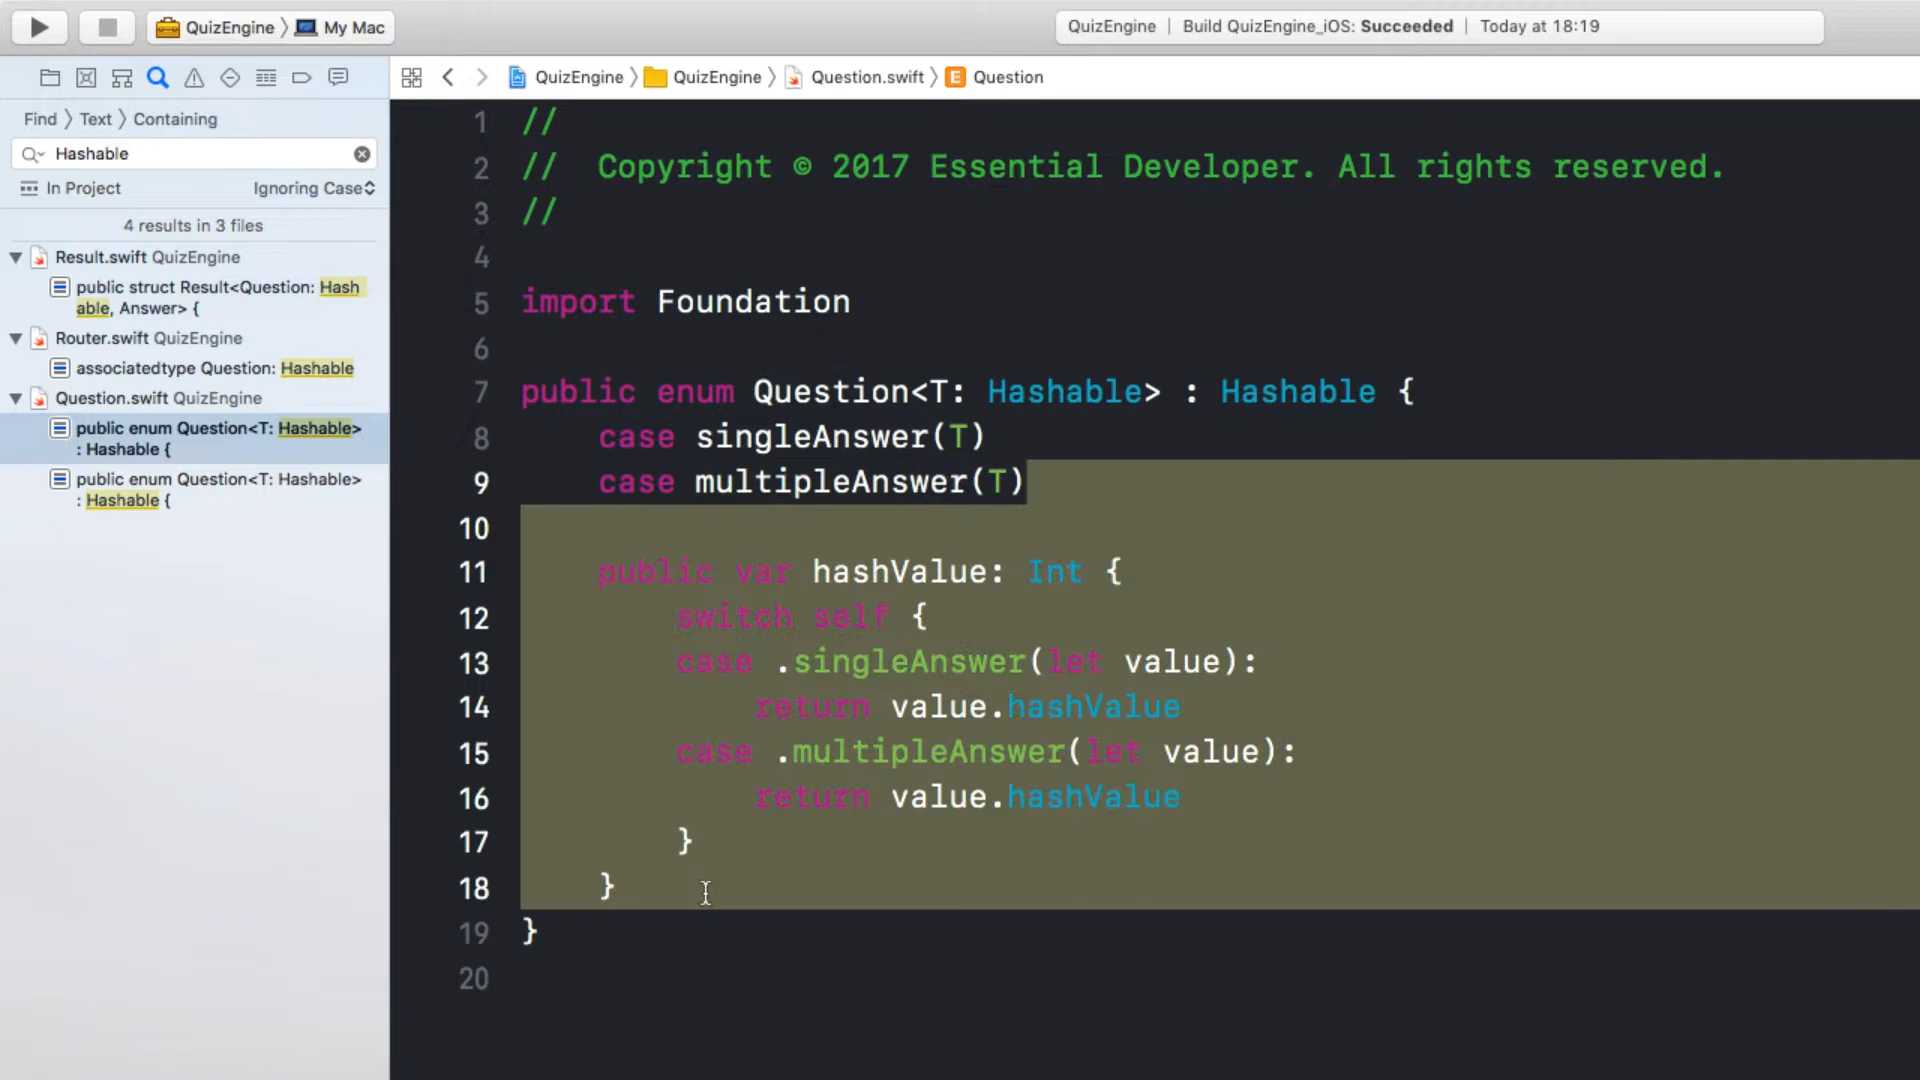 QuizEngine 〉 My Mac
QuizEngine | Build QuizEngine_iOS: Succeeded | Today at 18:19
QuizEngine 〉 QuizEngine 〉 Question.swift 〉 E Question
Find 〉 Text 〉 Containing
Hashable
In Project Ignoring Case
4 results in 3 files
Result.swift QuizEngine
public struct Result<Question: Hash
able, Answer> {
Router.swift QuizEngine
associatedtype Question: Hashable
Question.swift QuizEngine
public enum Question<T: Hashable>
: Hashable {
public enum Question<T: Hashable>
: Hashable {
1 //
2 //  Copyright © 2017 Essential Developer. All rights reserved.
3 //
4
5 import Foundation
6
7 public enum Question<T: Hashable> : Hashable {
8     case singleAnswer(T)
9     case multipleAnswer(T)
10
11     public var hashValue: Int {
12         switch self {
13         case .singleAnswer(let value):
14             return value.hashValue
15         case .multipleAnswer(let value):
16             return value.hashValue
17         }
18     }
19 }
20